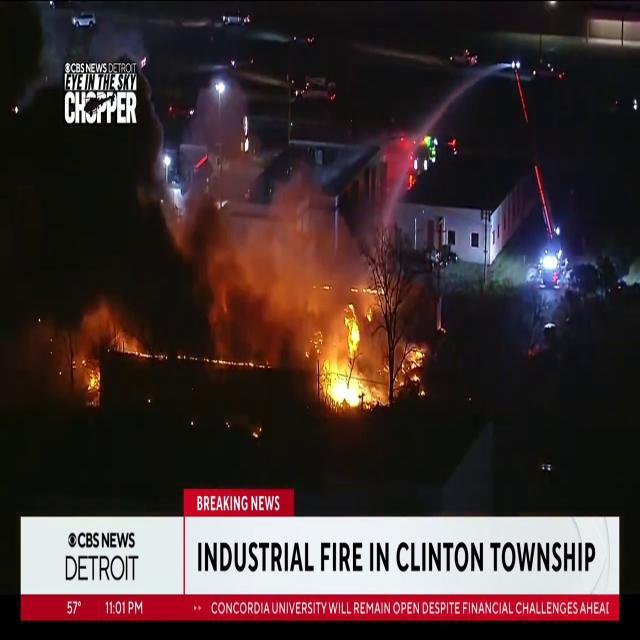 CBS NEWS DETROIT
EYE IN THE SKY
CHOPPER
BREAKING NEWS
CBS NEWS
DETROIT
INDUSTRIAL FIRE IN CLINTON TOWNSHIP
57° 11:01 PM CONCORDIA UNIVERSITY WILL REMAIN OPEN DESPITE FINANCIAL CHALLENGES AHEAD